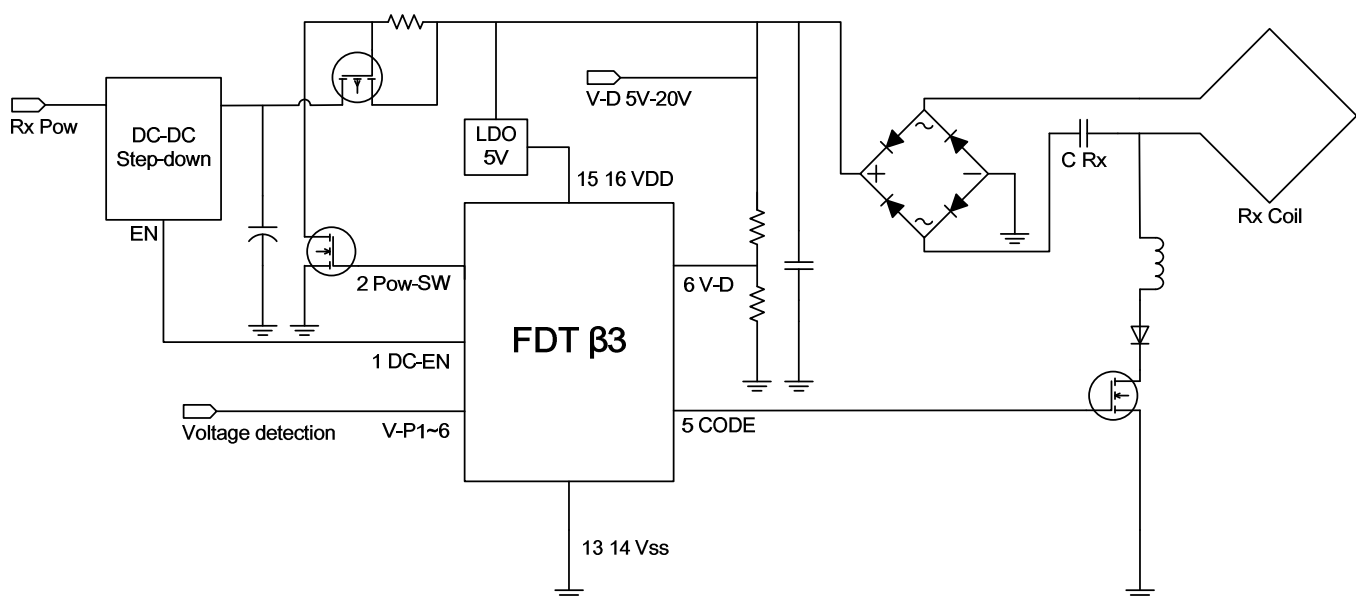 Rx Pow
DC-DC
Step-down
EN
LDO
5V
V-D 5V-20V
15 16 VDD
C Rx
Rx Coil
2 Pow-SW
6 V-D
FDT β3
1 DC-EN
Voltage detection
V-P1~6
5 CODE
13 14 Vss